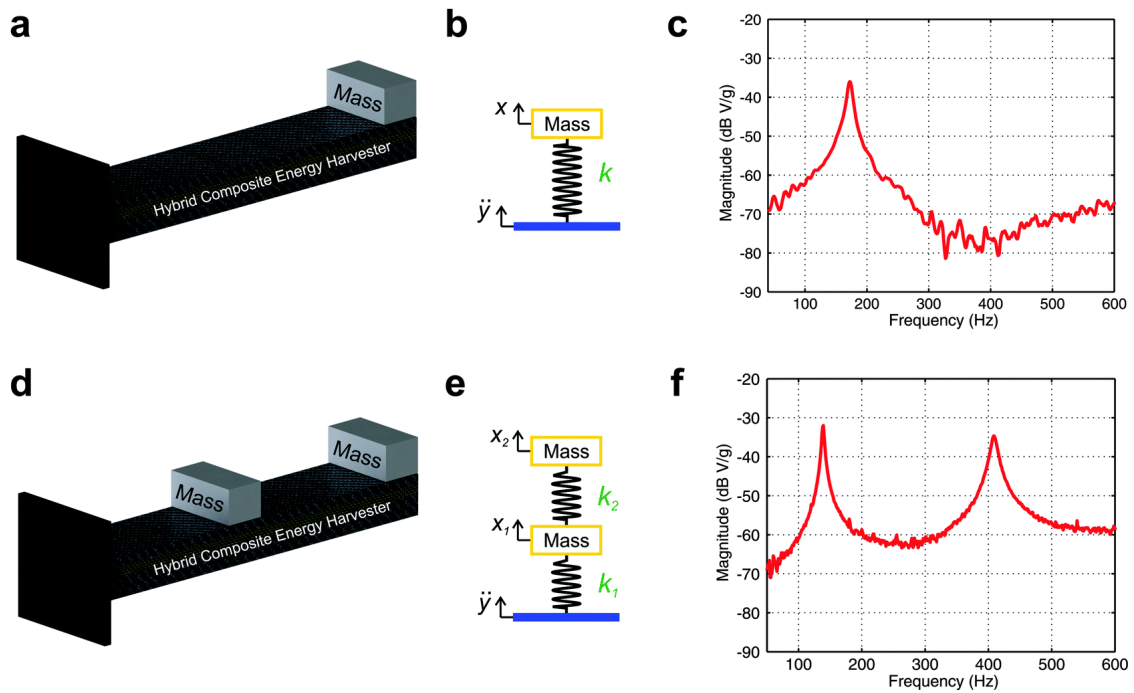 a
Mass
Hybrid Composite Energy Harvester
b
x
Mass
k
ÿ
c
-20
-30
-40
-50
-60
-70
-80
-90
Magnitude (dB V/g)
100 200 300 400 500 600
Frequency (Hz)
d
Mass
Mass
Hybrid Composite Energy Harvester
e
x₂
Mass
k₂
x₁
Mass
k₁
ÿ
f
-20
-30
-40
-50
-60
-70
-80
-90
Magnitude (dB V/g)
100 200 300 400 500 600
Frequency (Hz)